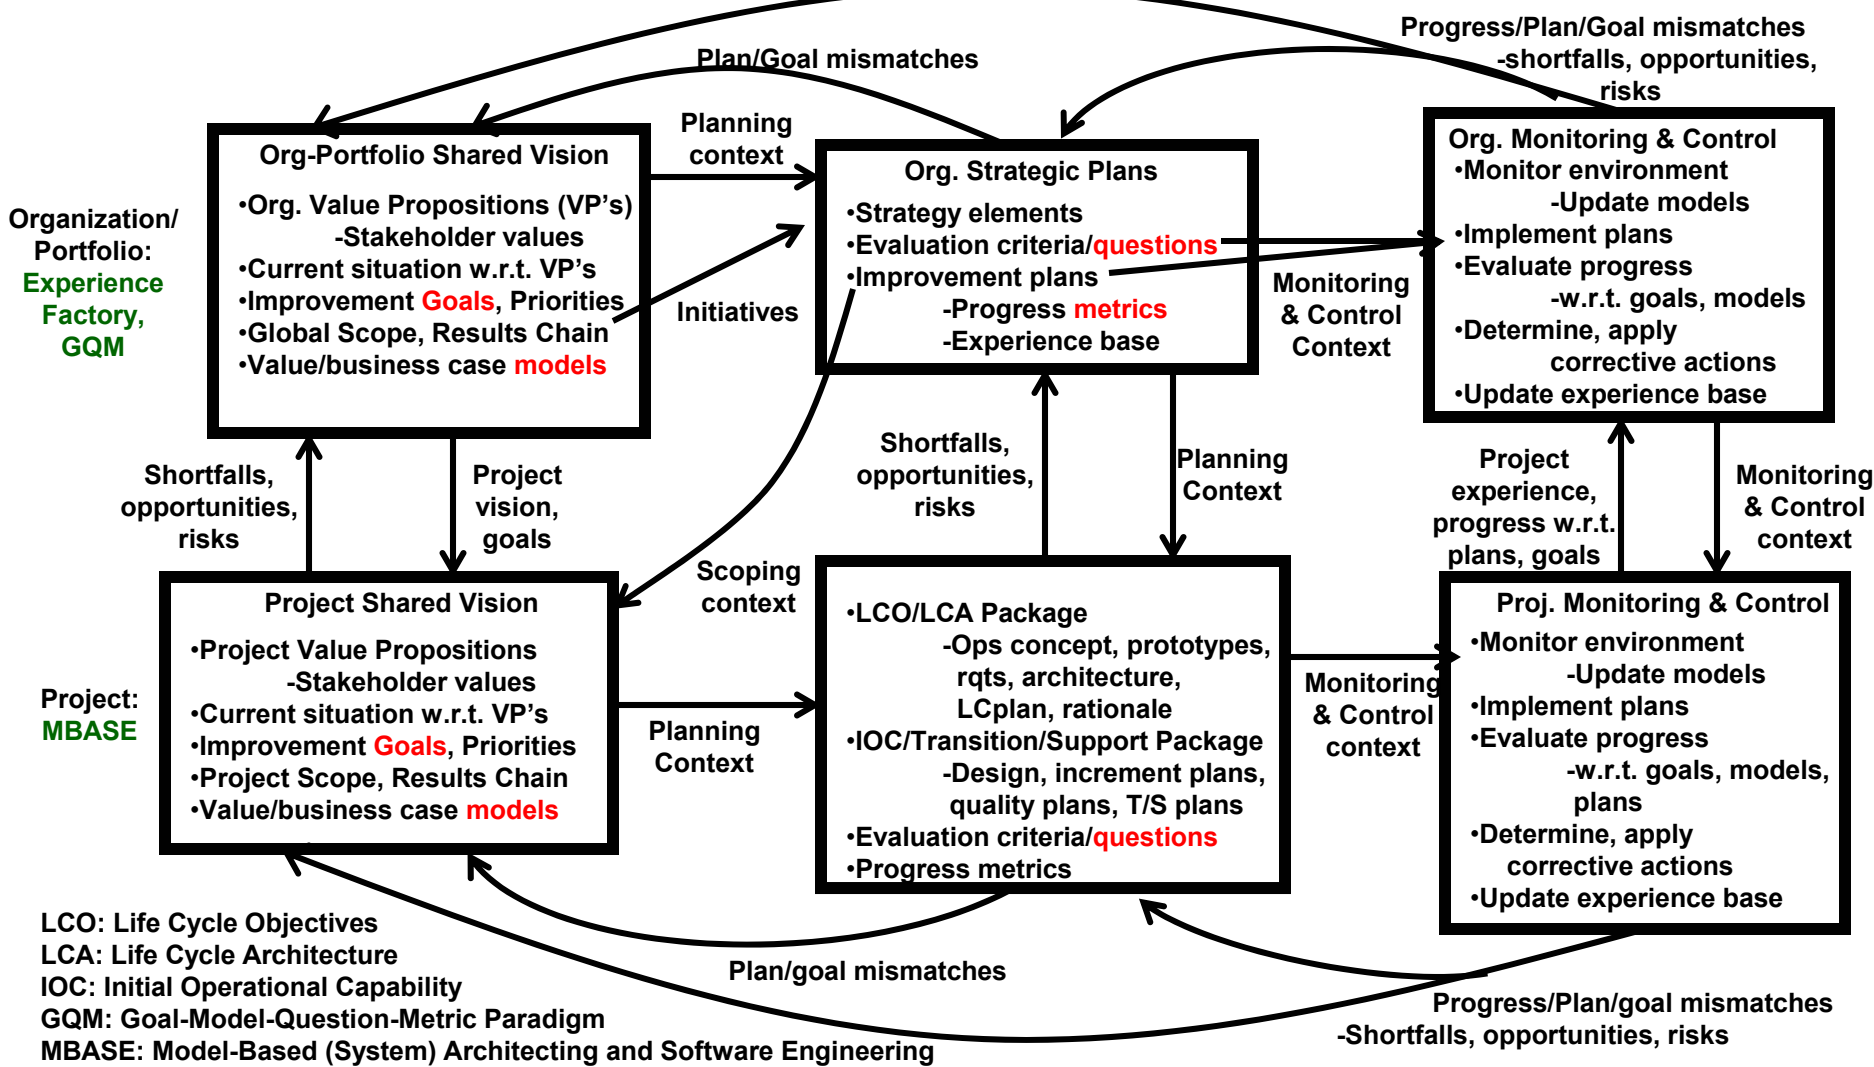 Progress/Plan/Goal mismatches
-shortfalls, opportunities,
risks
Plan/Goal mismatches
Planning
context
Org-Portfolio Shared Vision
•Org. Value Propositions (VP's)
-Stakeholder values
•Current situation w.r.t. VP's
•Improvement Goals, Priorities
•Global Scope, Results Chain
•Value/business case models
Organization/
Portfolio:
Experience
Factory,
GQM
Initiatives
Org. Strategic Plans
•Strategy elements
•Evaluation criteria/questions
•Improvement plans
-Progress metrics
-Experience base
Monitoring
& Control
Context
Org. Monitoring & Control
•Monitor environment
-Update models
•Implement plans
•Evaluate progress
-w.r.t. goals, models
•Determine, apply
corrective actions
•Update experience base
Shortfalls,
opportunities,
risks
Project
vision,
goals
Shortfalls,
opportunities,
risks
Planning
Context
Project
experience,
progress w.r.t.
plans, goals
Monitoring
& Control
context
Scoping
context
Project:
MBASE
Project Shared Vision
•Project Value Propositions
-Stakeholder values
•Current situation w.r.t. VP's
•Improvement Goals, Priorities
•Project Scope, Results Chain
•Value/business case models
Planning
Context
•LCO/LCA Package
-Ops concept, prototypes,
rqts, architecture,
LCplan, rationale
•IOC/Transition/Support Package
-Design, increment plans,
quality plans, T/S plans
•Evaluation criteria/questions
•Progress metrics
Monitoring
& Control
context
Proj. Monitoring & Control
•Monitor environment
-Update models
•Implement plans
•Evaluate progress
-w.r.t. goals, models,
plans
•Determine, apply
corrective actions
•Update experience base
Plan/goal mismatches
Progress/Plan/goal mismatches
-Shortfalls, opportunities, risks
LCO: Life Cycle Objectives
LCA: Life Cycle Architecture
IOC: Initial Operational Capability
GQM: Goal-Model-Question-Metric Paradigm
MBASE: Model-Based (System) Architecting and Software Engineering